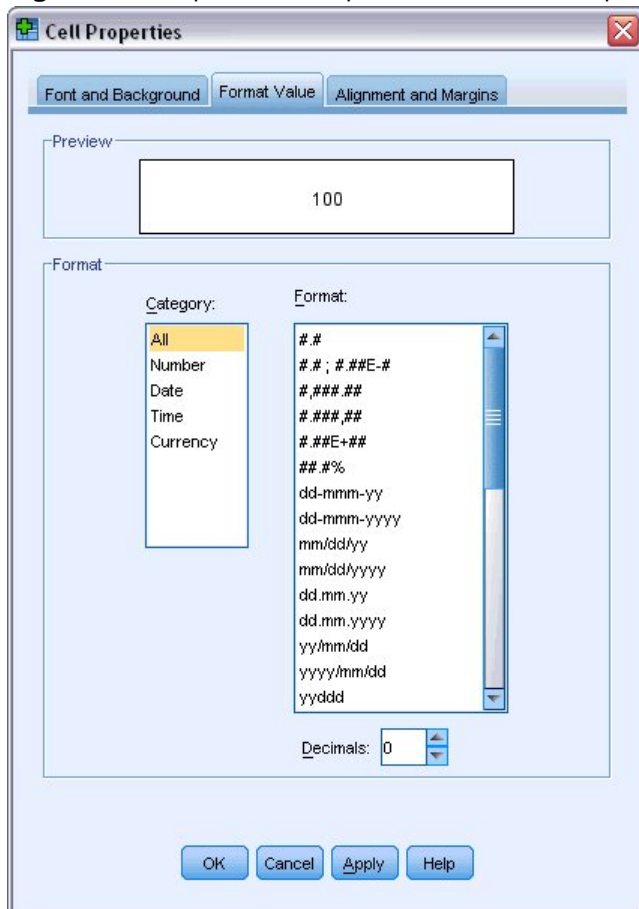 Cell Properties
Font and Background
Format Value
Alignment and Margins
Preview
100
Format
Category:
All
Number
Date
Time
Currency
Format:
#.#
#.# ; #.##E-#
#,###.##
#.###,##
#.##E+##
##.#%
dd-mmm-yy
dd-mmm-yyyy
mm/dd/yy
mm/dd/yyyy
dd.mm.yy
dd.mm.yyyy
yy/mm/dd
yyyy/mm/dd
yyddd
Decimals: 0
OK
Cancel
Apply
Help